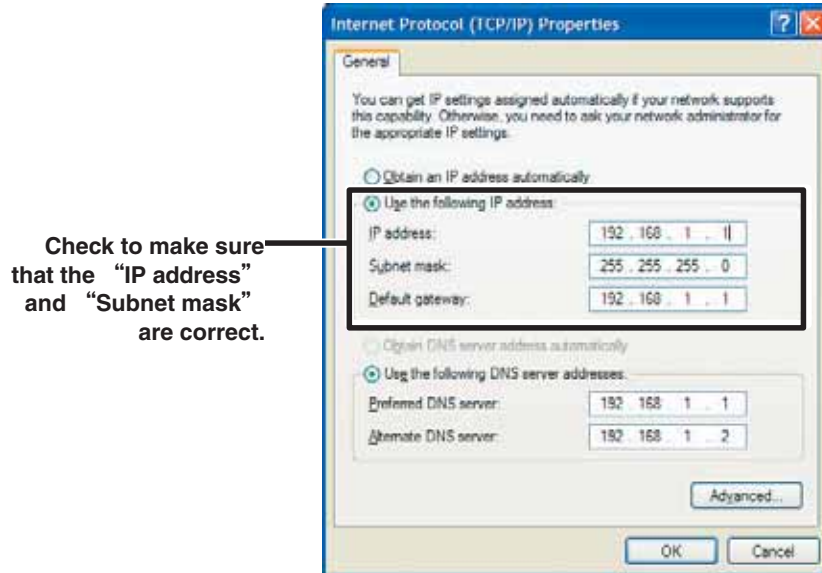 Internet Protocol (TCP/IP) Properties
General
You can get IP settings assigned automatically if your network supports
this capability. Otherwise, you need to ask your network administrator for
the appropriate IP settings.
Obtain an IP address automatically
Use the following IP address:
IP address: 192 . 168 . 1 . 1
Subnet mask: 255 . 255 . 255 . 0
Default gateway: 192 . 168 . 1 . 1
Check to make sure
that the “IP address”
and “Subnet mask”
are correct.
Obtain DNS server address automatically
Use the following DNS server addresses:
Preferred DNS server: 192 . 168 . 1 . 1
Alternate DNS server: 192 . 168 . 1 . 2
Advanced...
OK
Cancel